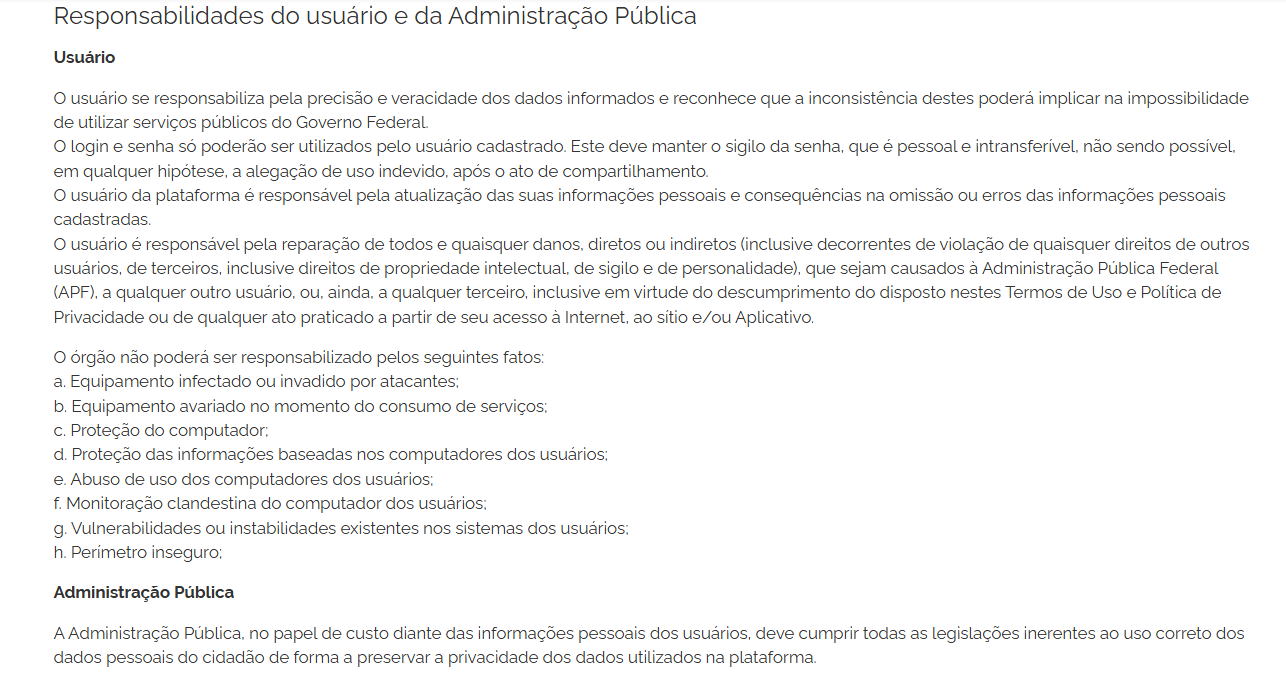 Responsabilidades do usuário e da Administração Pública
Usuário
O usuário se responsabiliza pela precisão e veracidade dos dados informados e reconhece que a inconsistência destes poderá implicar na impossibilidade
de utilizar serviços públicos do Governo Federal.
O login e senha só poderão ser utilizados pelo usuário cadastrado. Este deve manter o sigilo da senha, que é pessoal e intransferível, não sendo possível,
em qualquer hipótese, a alegação de uso indevido, após o ato de compartilhamento.
O usuário da plataforma é responsável pela atualização das suas informações pessoais e consequências na omissão ou erros das informações pessoais
cadastradas.
O usuário é responsável pela reparação de todos e quaisquer danos, diretos ou indiretos (inclusive decorrentes de violação de quaisquer direitos de outros
usuários, de terceiros, inclusive direitos de propriedade intelectual, de sigilo e de personalidade), que sejam causados à Administração Pública Federal
(APF), a qualquer outro usuário, ou, ainda, a qualquer terceiro, inclusive em virtude do descumprimento do disposto nestes Termos de Uso e Política de
Privacidade ou de qualquer ato praticado a partir de seu acesso à Internet, ao sítio e/ou Aplicativo.
O órgão não poderá ser responsabilizado pelos seguintes fatos:
a. Equipamento infectado ou invadido por atacantes;
b. Equipamento avariado no momento do consumo de serviços;
c. Proteção do computador;
d. Proteção das informações baseadas nos computadores dos usuários;
e. Abuso de uso dos computadores dos usuários;
f. Monitoração clandestina do computador dos usuários;
g. Vulnerabilidades ou instabilidades existentes nos sistemas dos usuários;
h. Perímetro inseguro;
Administração Pública
A Administração Pública, no papel de custo diante das informações pessoais dos usuários, deve cumprir todas as legislações inerentes ao uso correto dos
dados pessoais do cidadão de forma a preservar a privacidade dos dados utilizados na plataforma.